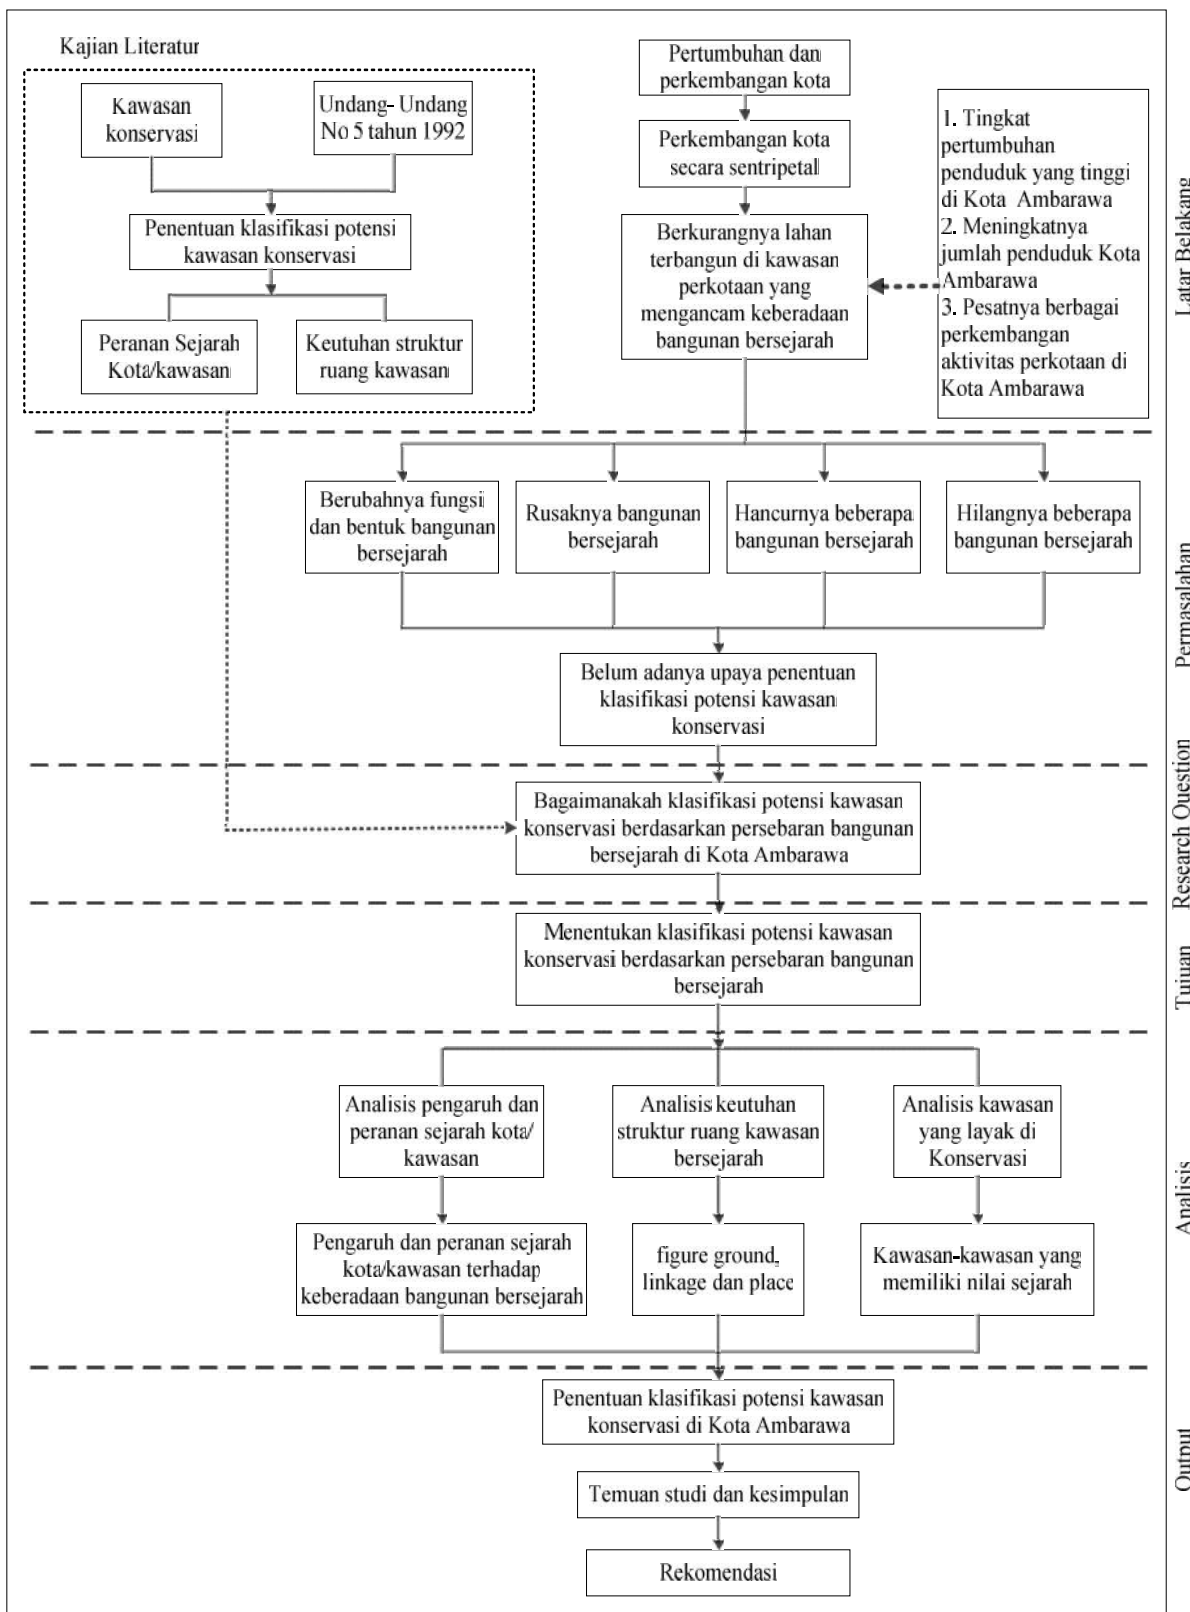 Kajian Literatur
Kawasan
konservasi
Undang- Undang
No 5 tahun 1992
Penentuan klasifikasi potensi
kawasan konservasi
Peranan Sejarah
Kota/kawasan
Keutuhan struktur
ruang kawasan
Pertumbuhan dan
perkembangan kota
Perkembangan kota
secara sentripetal
Berkurangnya lahan
terbangun di kawasan
perkotaan yang
mengancam keberadaan
bangunan bersejarah
1. Tingkat
pertumbuhan
penduduk yang tinggi
di Kota Ambarawa
2. Meningkatnya
jumlah penduduk Kota
Ambarawa
3. Pesatnya berbagai
perkembangan
aktivitas perkotaan di
Kota Ambarawa
Latar Belakang
Berubahnya fungsi
dan bentuk bangunan
bersejarah
Rusaknya bangunan
bersejarah
Hancurnya beberapa
bangunan bersejarah
Hilangnya beberapa
bangunan bersejarah
Belum adanya upaya penentuan
klasifikasi potensi kawasan
konservasi
Permasalahan
Bagaimanakah klasifikasi potensi kawasan
konservasi berdasarkan persebaran bangunan
bersejarah di Kota Ambarawa
Research Question
Menentukan klasifikasi potensi kawasan
konservasi berdasarkan persebaran bangunan
bersejarah
Tujuan
Analisis pengaruh dan
peranan sejarah kota/
kawasan
Analisis keutuhan
struktur ruang kawasan
bersejarah
Analisis kawasan
yang layak di
Konservasi
Pengaruh dan peranan sejarah
kota/kawasan terhadap
keberadaan bangunan bersejarah
figure ground,
linkage dan place
Kawasan-kawasan yang
memiliki nilai sejarah
Analisis
Penentuan klasifikasi potensi kawasan
konservasi di Kota Ambarawa
Temuan studi dan kesimpulan
Rekomendasi
Output